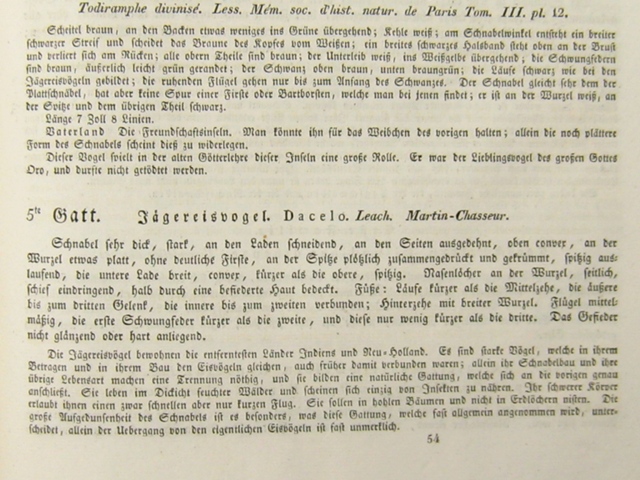 Todiramphe divinisé. Less. Mém. soc. d'hist. natur. de Paris Tom. III. pl. 12.
Scheitel braun, an den Backen etwas weniges ins Grüne übergehend; Kehle weiß; am Schnabelwinkel entsteht ein breiter
schwarzer Streif und scheidet das Braune des Kopfes vom Weißen; ein breites schwarzes Halsband steht oben an der Brust
und verliert sich am Rücken; alle obern Theile sind braun; der Unterleib weiß, ins Weißgelbe übergehend; die Schwungfedern
sind braun, äußerlich leicht grün gerandet; der Schwanz oben braun, unten braungrün; die Läufe schwarz wie bei den
Jägereisvögeln gebildet; die ruhenden Flügel gehen nur bis zum Anfang des Schwanzes. Der Schnabel gleicht sehr dem der
Plattschnäbel, hat aber keine Spur einer Firste oder Bartborsten, welche man bei jenen findet; er ist an der Wurzel weiß, an
der Spitze und dem übrigen Theil schwarz.
Länge 7 Zoll 8 Linien.
Vaterland Die Freundschaftsinseln. Man könnte ihn für das Weibchen des vorigen halten; allein die noch plattere
Form des Schnabels scheint dieß zu widerlegen.
Dieser Vogel spielt in der alten Götterlehre dieser Inseln eine große Rolle. Er war der Lieblingsvogel des großen Gottes
Oro, und durfte nicht getödtet werden.
5te Gatt. Jägereisvogel. Dacelo. Leach. Martin-Chasseur.
Schnabel sehr dick, stark, an den Laden schneidend, an den Seiten ausgedehnt, oben convex, an der
Wurzel etwas platt, ohne deutliche Firste, an der Spitze plötzlich zusammengedrückt und gekrümmt, spitzig aus-
laufend, die untere Lade breit, convex, kürzer als die obere, spitzig. Nasenlöcher an der Wurzel, seitlich,
schief eindringend, halb durch eine befiederte Haut bedeckt. Füße: Läufe kürzer als die Mittelzehe, die äußere
bis zum dritten Gelenk, die innere bis zum zweiten verbunden; Hinterzehe mit breiter Wurzel. Flügel mittel-
mäßig, die erste Schwungfeder kürzer als die zweite, und diese nur wenig kürzer als die dritte. Das Gefieder
nicht glänzend oder hart anliegend.
Die Jägereisvögel bewohnen die entferntesten Länder Indiens und Neu-Holland. Es sind starke Vögel, welche in ihrem
Betragen und in ihrem Bau den Eisvögeln gleichen, auch früher damit verbunden waren; allein ihr Schnabelbau und ihre
übrige Lebensart machen eine Trennung nöthig, und sie bilden eine natürliche Gattung, welche sich an die vorigen genau
anschließt. Sie leben im Dickicht feuchter Wälder und scheinen sich einzig von Insekten zu nähren. Ihr schwerer Körper
erlaubt ihnen einen zwar schnellen aber nur kurzen Flug. Sie sollen in hohlen Bäumen und nicht in Erdlöchern nisten. Die
große Aufgedunsenheit des Schnabels ist es besonders, was diese Gattung, welche fast allgemein angenommen wird, unter-
scheidet, allein der Uebergang von den eigentlichen Eisvögeln ist fast unmerklich.
54